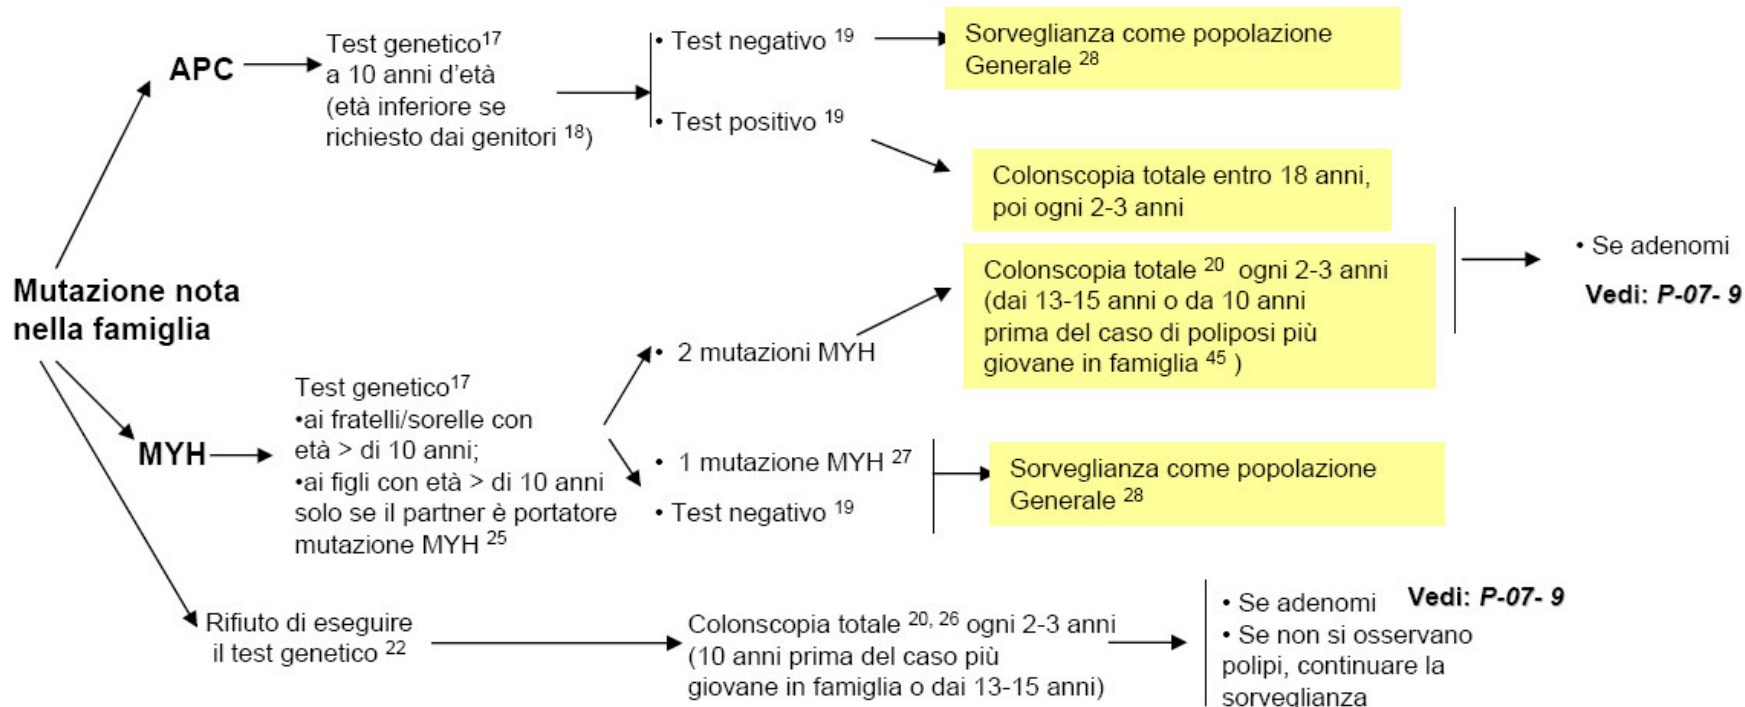 Mutazione nota
nella famiglia
APC
Test genetico17
a 10 anni d'età
(età inferiore se
richiesto dai genitori 18)
• Test negativo 19
• Test positivo 19
Sorveglianza come popolazione
Generale 28
Colonscopia totale entro 18 anni,
poi ogni 2-3 anni
MYH
Test genetico17
•ai fratelli/sorelle con
età > di 10 anni;
•ai figli con età > di 10 anni
solo se il partner è portatore
mutazione MYH 25
• 2 mutazioni MYH
• 1 mutazione MYH 27
• Test negativo 19
Colonscopia totale 20 ogni 2-3 anni
(dai 13-15 anni o da 10 anni
prima del caso di poliposi più
giovane in famiglia 45 )
• Se adenomi
Vedi: P-07- 9
Sorveglianza come popolazione
Generale 28
Rifiuto di eseguire
il test genetico 22
Colonscopia totale 20, 26 ogni 2-3 anni
(10 anni prima del caso più
giovane in famiglia o dai 13-15 anni)
• Se adenomi Vedi: P-07- 9
• Se non si osservano
polipi, continuare la
sorveglianza